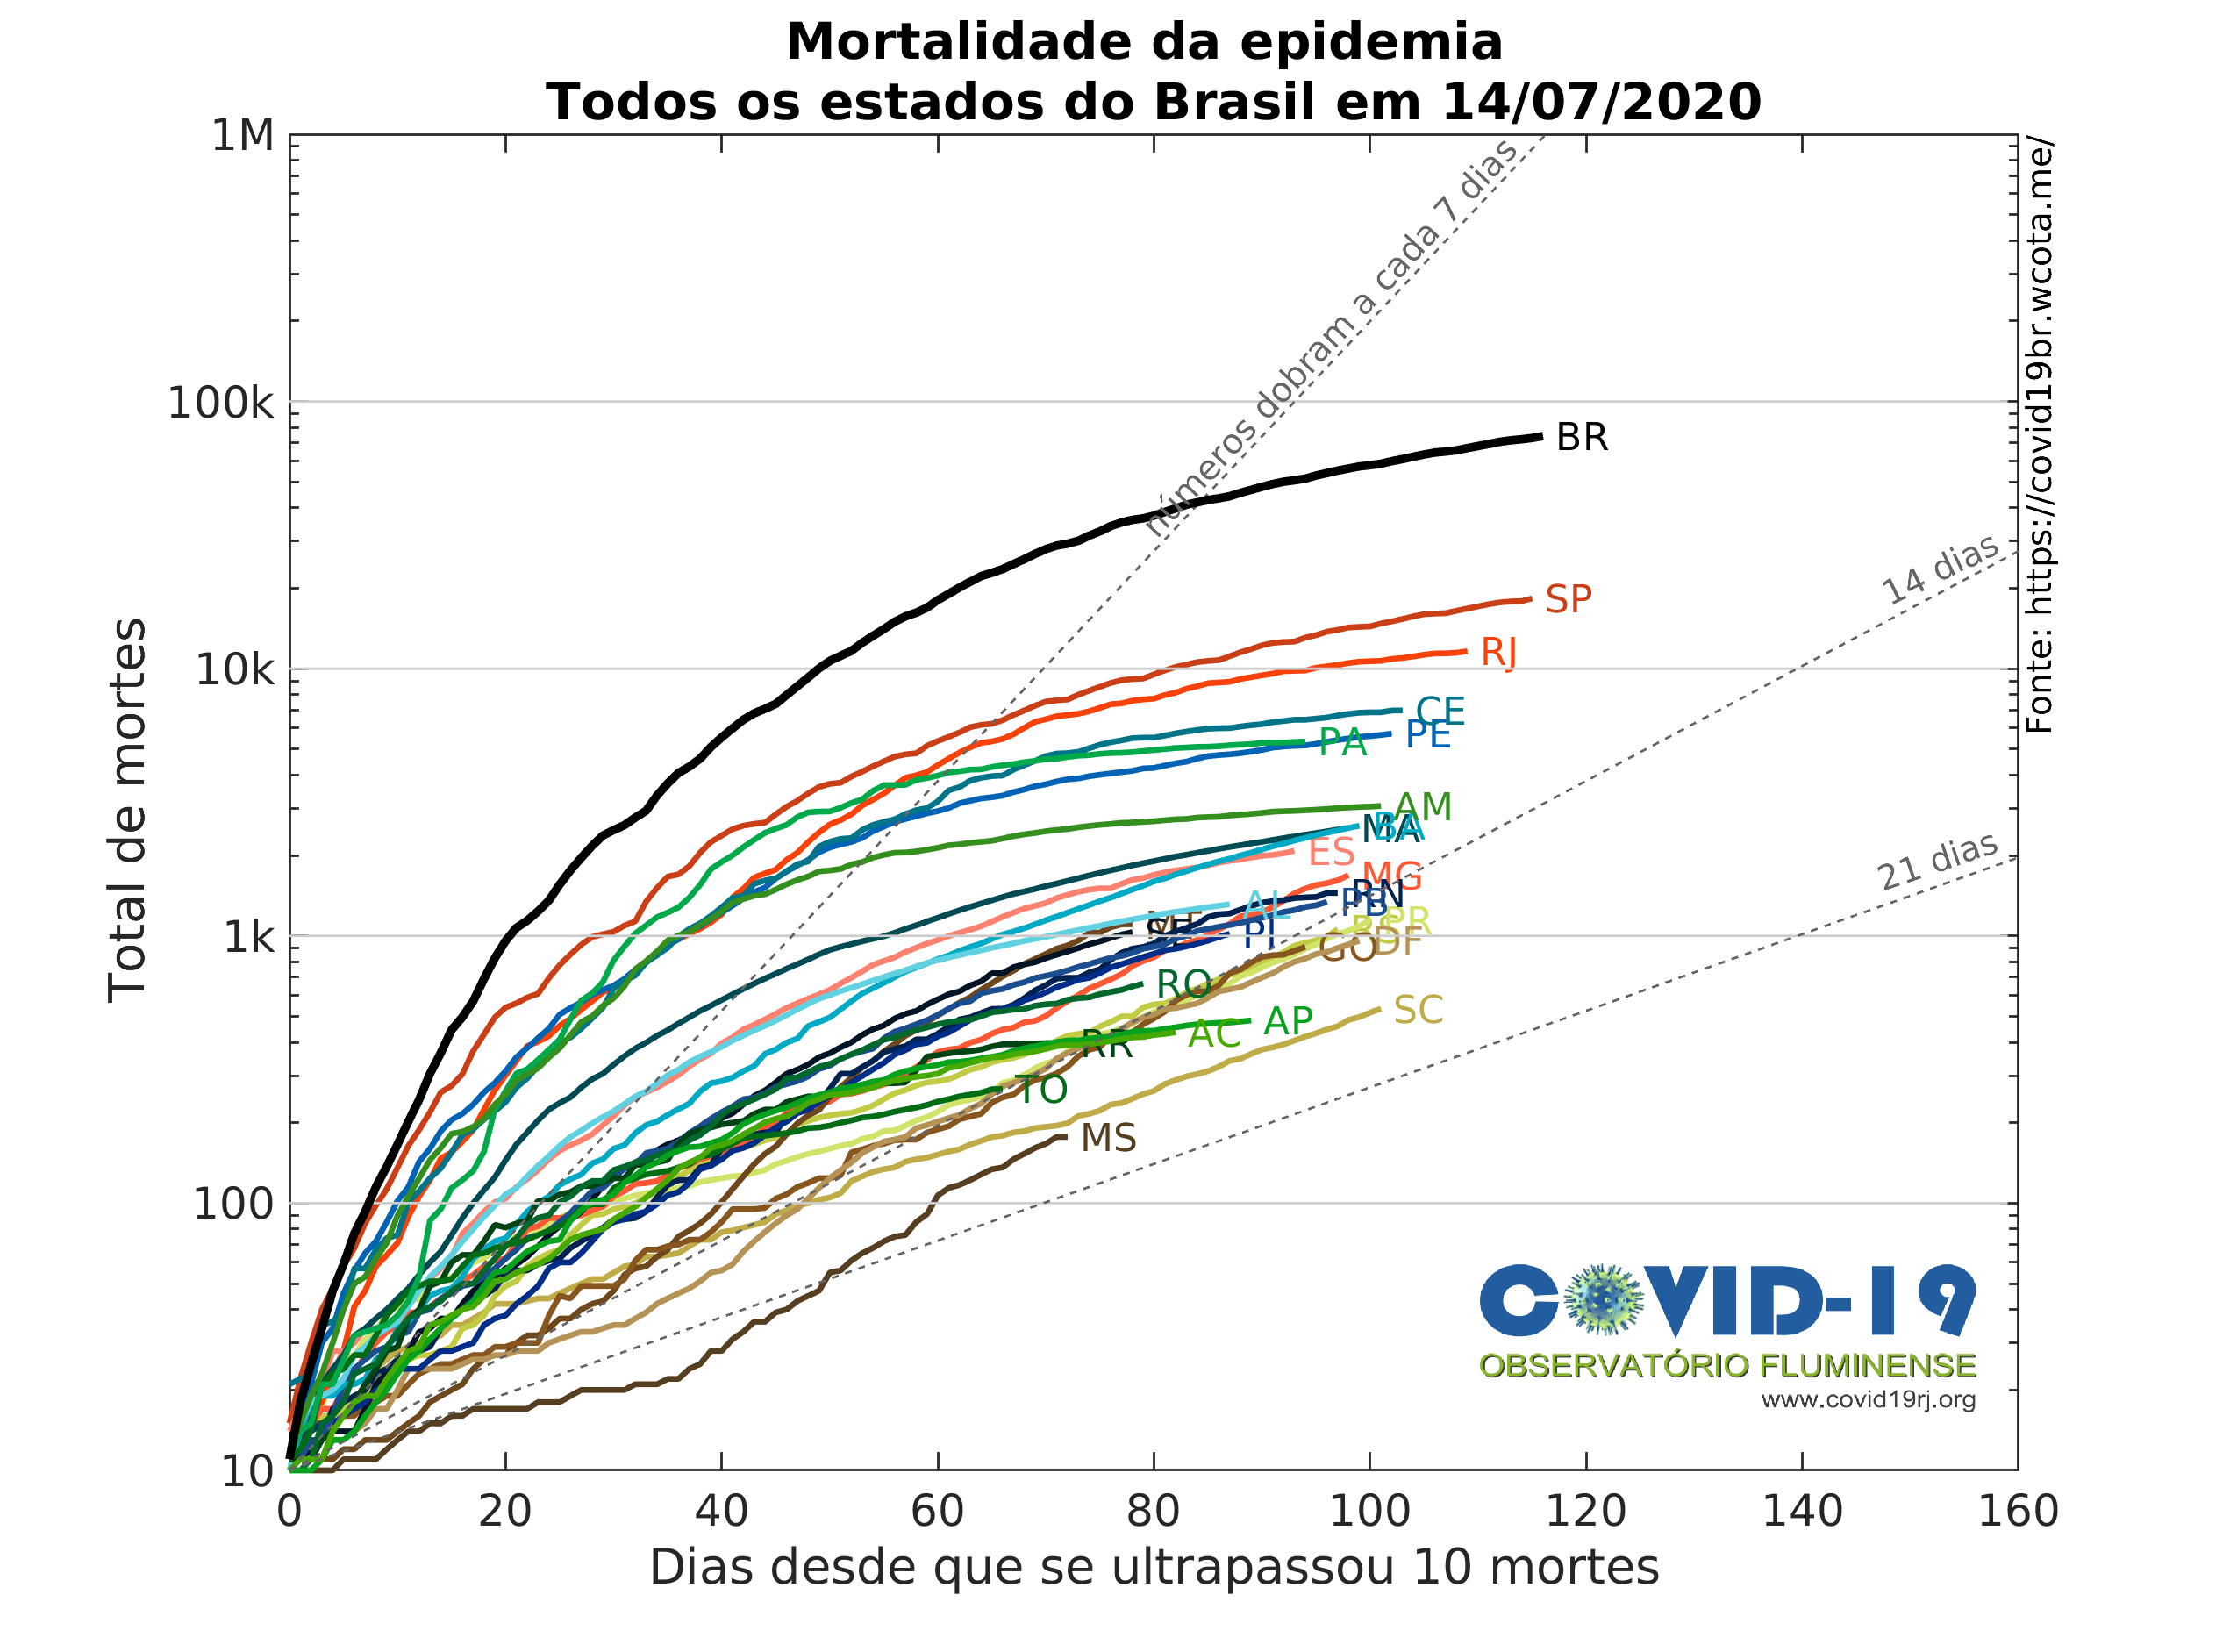 Mortalidade da epidemia
Todos os estados do Brasil em 14/07/2020
1M
100k
10k
1k
100
10
Total de mortes
0 20 40 60 80 100 120 140 160
Dias desde que se ultrapassou 10 mortes
Fonte: https://covid19br.wcota.me/
números dobram a cada 7 dias
14 dias
21 dias
BR
SP
RJ
CE
PE
PA
AM
MA
BA
ES
MG
RN
PB
AL
PR
PI
GO
DF
RO
SC
AP
AC
RR
TO
MS
COVID-19
OBSERVATÓRIO FLUMINENSE
www.covid19rj.org